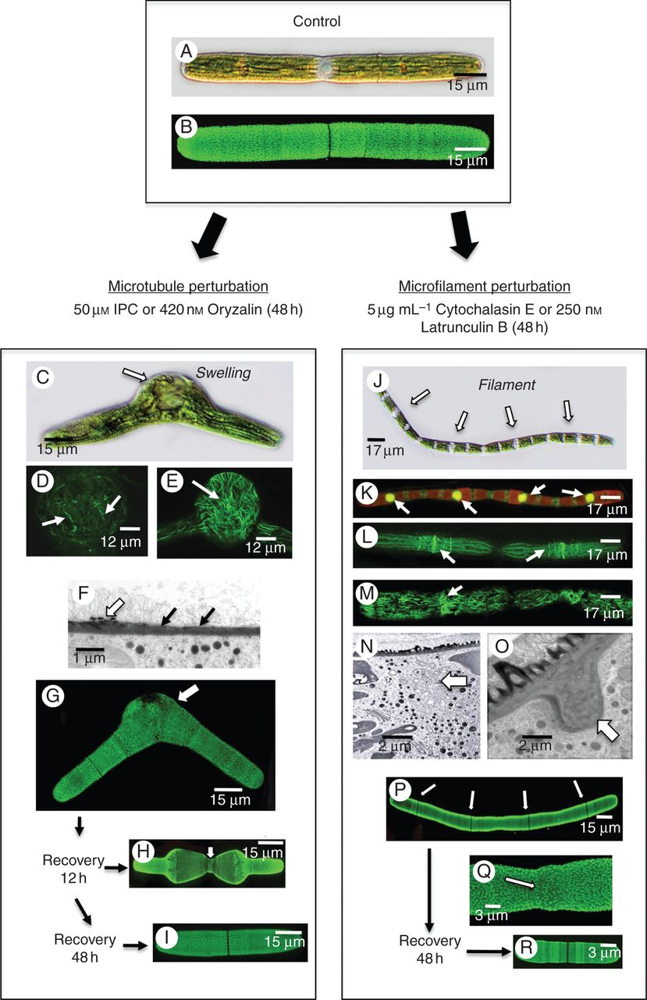 Control
A
15 μm
B
15 μm
Microtubule perturbation
50 μM IPC or 420 nM Oryzalin (48 h)
Microfilament perturbation
5 μg mL–1 Cytochalasin E or 250 nM
Latrunculin B (48 h)
C
Swelling
15 μm
D
12 μm
E
12 μm
F
1 μm
G
15 μm
Recovery
12 h
H
15 μm
Recovery
48 h
I
15 μm
J
Filament
17 μm
K
17 μm
L
17 μm
M
17 μm
N
2 μm
O
2 μm
P
15 μm
Q
3 μm
Recovery
48 h
R
3 μm